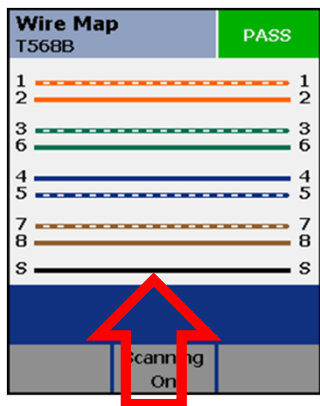 Wire Map
T568B
PASS
1 1
2 2
3 3
6 6
4 4
5 5
7 7
8 8
S S
Scanning
On